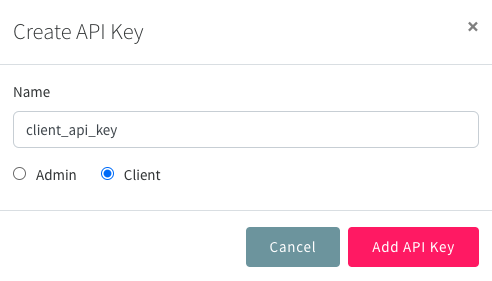 Create API Key ×
Name
client_api_key
Admin Client
Cancel Add API Key